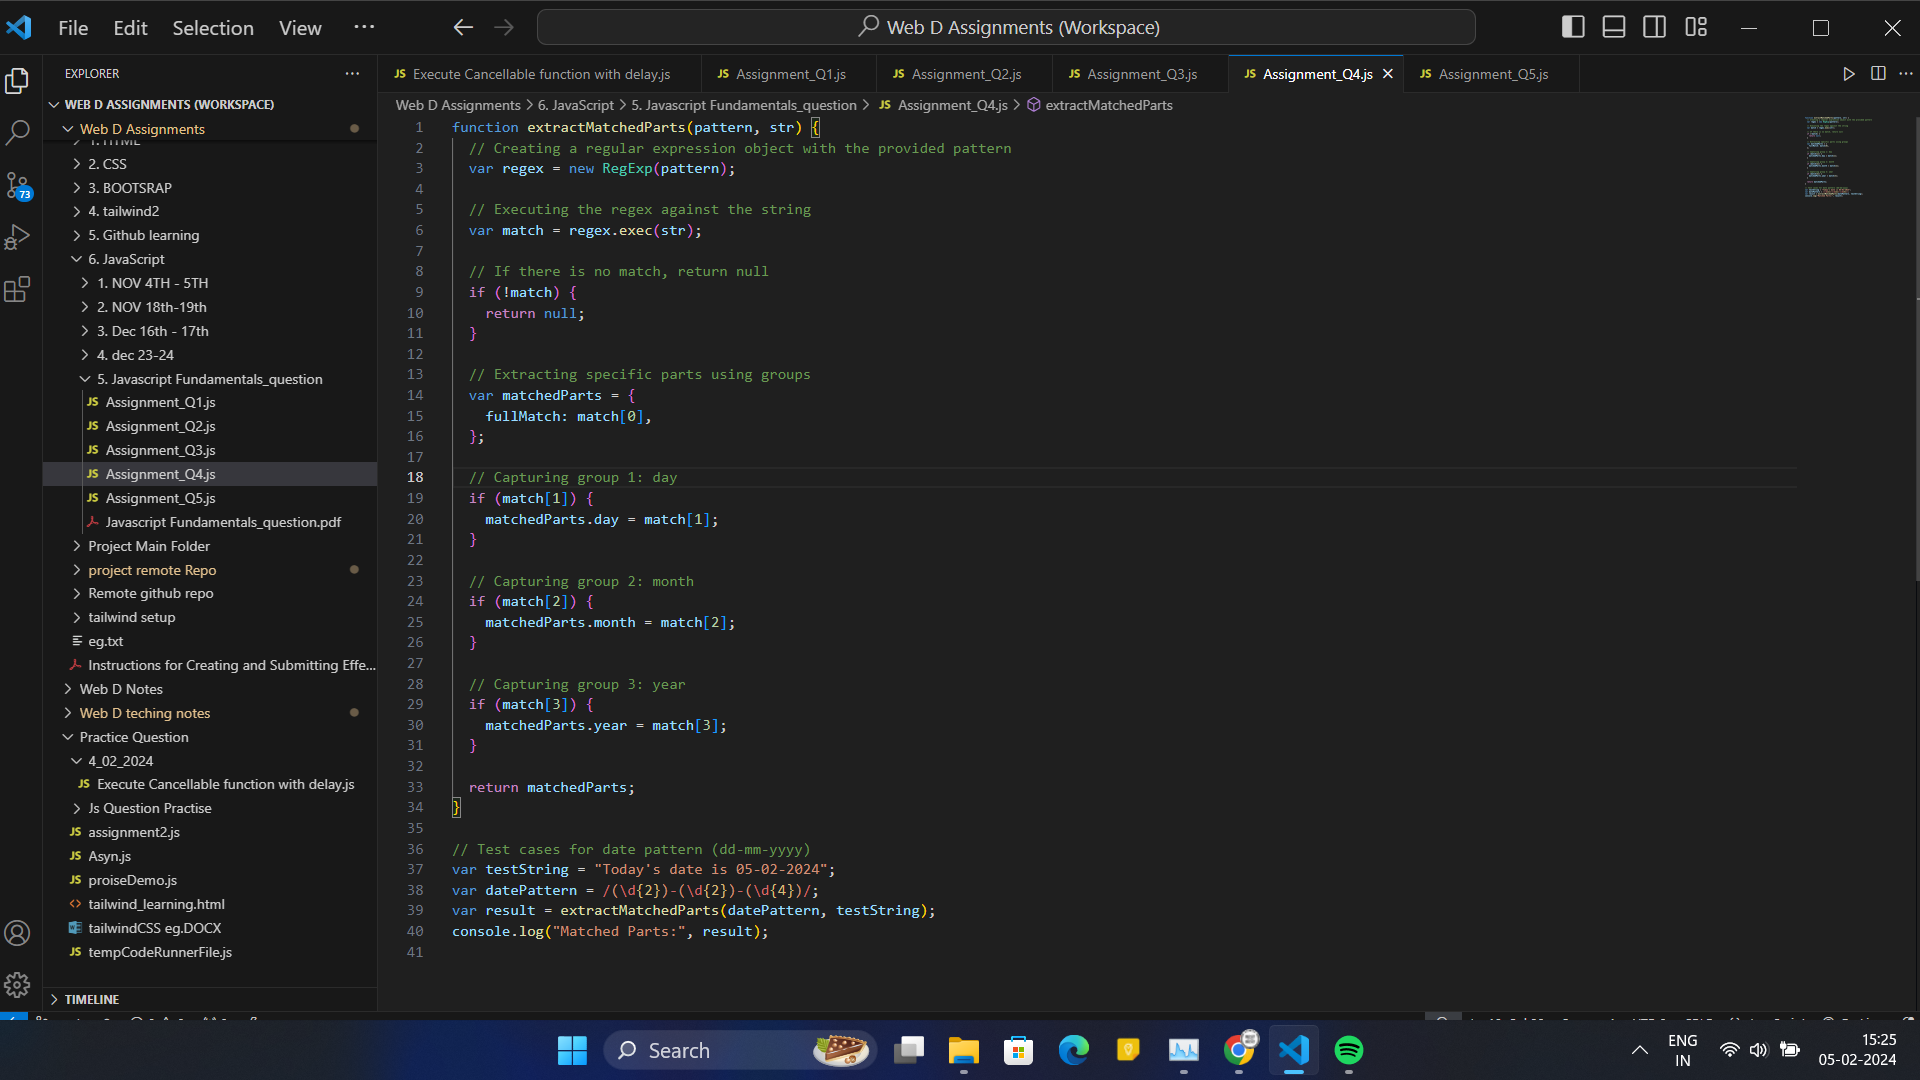 File Edit Selection View ···
Web D Assignments (Workspace)
EXPLORER ···
WEB D ASSIGNMENTS (WORKSPACE)
Web D Assignments
1. HTML
2. CSS
3. BOOTSRAP
4. tailwind2
5. Github learning
6. JavaScript
1. NOV 4TH - 5TH
2. NOV 18th-19th
3. Dec 16th - 17th
4. dec 23-24
5. Javascript Fundamentals_question
JS Assignment_Q1.js
JS Assignment_Q2.js
JS Assignment_Q3.js
JS Assignment_Q4.js
JS Assignment_Q5.js
Javascript Fundamentals_question.pdf
Project Main Folder
project remote Repo
Remote github repo
tailwind setup
eg.txt
Instructions for Creating and Submitting Effe...
Web D Notes
Web D teching notes
Practice Question
4_02_2024
JS Execute Cancellable function with delay.js
Js Question Practise
JS assignment2.js
JS Asyn.js
JS proiseDemo.js
<> tailwind_learning.html
tailwindCSS eg.DOCX
JS tempCodeRunnerFile.js
TIMELINE
73
JS Execute Cancellable function with delay.js JS Assignment_Q1.js JS Assignment_Q2.js JS Assignment_Q3.js JS Assignment_Q4.js JS Assignment_Q5.js
Web D Assignments > 6. JavaScript > 5. Javascript Fundamentals_question > JS Assignment_Q4.js > extractMatchedParts
1 function extractMatchedParts(pattern, str) {
2 // Creating a regular expression object with the provided pattern
3 var regex = new RegExp(pattern);
4
5 // Executing the regex against the string
6 var match = regex.exec(str);
7
8 // If there is no match, return null
9 if (!match) {
10 return null;
11 }
12
13 // Extracting specific parts using groups
14 var matchedParts = {
15 fullMatch: match[0],
16 };
17
18 // Capturing group 1: day
19 if (match[1]) {
20 matchedParts.day = match[1];
21 }
22
23 // Capturing group 2: month
24 if (match[2]) {
25 matchedParts.month = match[2];
26 }
27
28 // Capturing group 3: year
29 if (match[3]) {
30 matchedParts.year = match[3];
31 }
32
33 return matchedParts;
34 }
35
36 // Test cases for date pattern (dd-mm-yyyy)
37 var testString = "Today's date is 05-02-2024";
38 var datePattern = /(\d{2})-(\d{2})-(\d{4})/;
39 var result = extractMatchedParts(datePattern, testString);
40 console.log("Matched Parts:", result);
41
Search
ENG
IN
15:25
05-02-2024